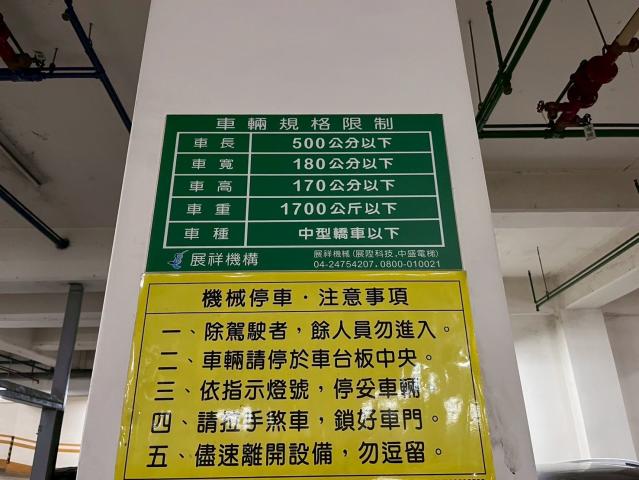 車輛規格限制
車長 500公分以下
車寬 180公分以下
車高 170公分以下
車重 1700公斤以下
車種 中型轎車以下
展祥機構 展祥機械(展陞科技.中盛電梯)
04-24754207.0800-010021
機械停車·注意事項
一、除駕駛者，餘人員勿進入。
二、車輛請停於車台板中央。
三、依指示燈號，停妥車輛
四、請拉手煞車，鎖好車門。
五、儘速離開設備，勿逗留。